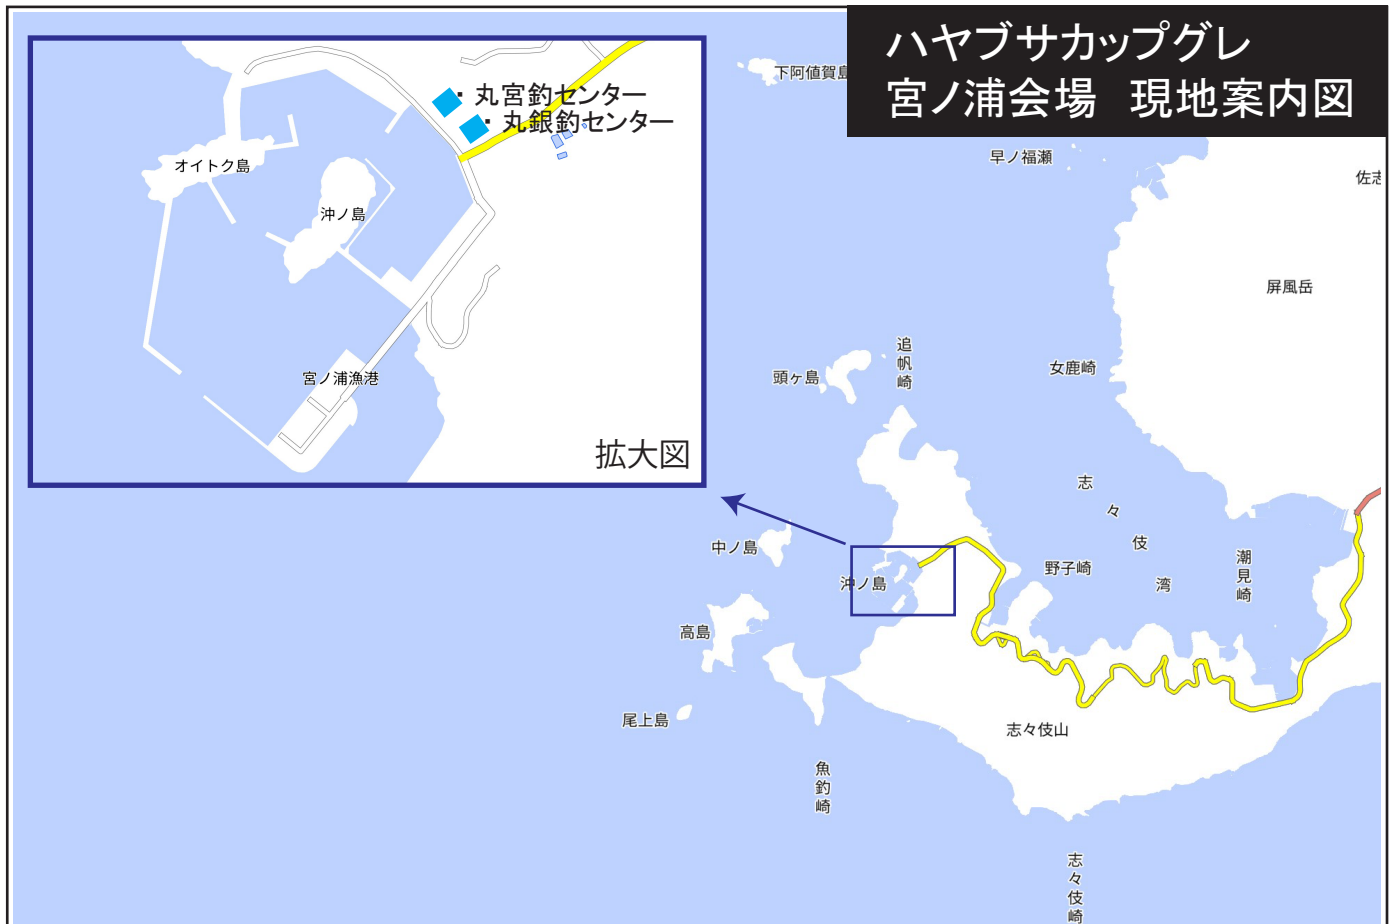 ハヤブサカップグレ
宮ノ浦会場　現地案内図
・丸宮釣センター
・丸銀釣センター
オイトク島
沖ノ島
宮ノ浦漁港
拡大図
下阿値賀島
早ノ福瀬
佐志
屏風岳
追帆崎
女鹿崎
頭ヶ島
志々伎湾
中ノ島
沖ノ島
野子崎
潮見崎
高島
尾上島
志々伎山
魚釣崎
志々伎崎